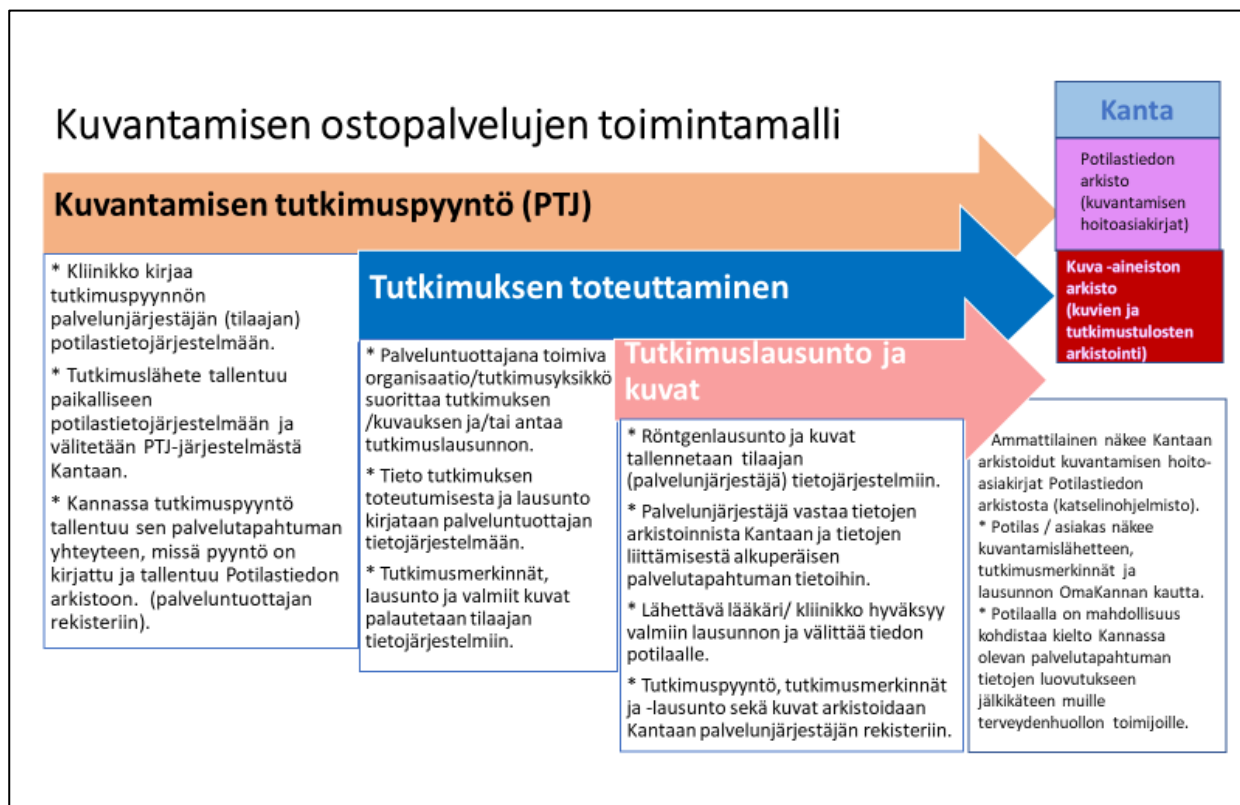 Kuvantamisen ostopalvelujen toimintamalli
Kanta
Potilastiedon
arkisto
(kuvantamisen
hoitoasiakirjat)
Kuvantamisen tutkimuspyyntö (PTJ)
Kuva -aineiston
arkisto
(kuvien ja
tutkimustulosten
arkistointi)
* Kliinikko kirjaa
tutkimuspyynnön
palvelunjärjestäjän (tilaajan)
potilastietojärjestelmään.
* Tutkimuslähete tallentuu
paikalliseen
potilastietojärjestelmään ja
välitetään PTJ-järjestelmästä
Kantaan.
* Kannassa tutkimuspyyntö
tallentuu sen palvelutapahtuman
yhteyteen, missä pyyntö on
kirjattu ja tallentuu Potilastiedon
arkistoon. (palveluntuottajan
rekisteriin).
Tutkimuksen toteuttaminen
* Palveluntuottajana toimiva
organisaatio/tutkimusyksikkö
suorittaa tutkimuksen
/kuvauksen ja/tai antaa
tutkimuslausunnon.
* Tieto tutkimuksen
toteutumisesta ja lausunto
kirjataan palveluntuottajan
tietojärjestelmään.
* Tutkimusmerkinnät,
lausunto ja valmiit kuvat
palautetaan tilaajan
tietojärjestelmiin.
Tutkimuslausunto ja
kuvat
* Röntgenlausunto ja kuvat
tallennetaan tilaajan
(palvelunjärjestäjä) tietojärjestelmiin.
* Palvelunjärjestäjä vastaa tietojen
arkistoinnista Kantaan ja tietojen
liittämisestä alkuperäisen
palvelutapahtuman tietoihin.
* Lähettävä lääkäri/ kliinikko hyväksyy
valmiin lausunnon ja välittää tiedon
potilaalle.
* Tutkimuspyyntö, tutkimusmerkinnät
ja -lausunto sekä kuvat arkistoidaan
Kantaan palvelunjärjestäjän rekisteriin.
* Ammattilainen näkee Kantaan
arkistoidut kuvantamisen hoito-
asiakirjat Potilastiedon
arkistosta (katselinohjelmisto).
* Potilas / asiakas näkee
kuvantamislähetteen,
tutkimusmerkinnät ja
lausunnon OmaKannan kautta.
* Potilaalla on mahdollisuus
kohdistaa kielto Kannassa
olevan palvelutapahtuman
tietojen luovutukseen
jälkikäteen muille
terveydenhuollon toimijoille.